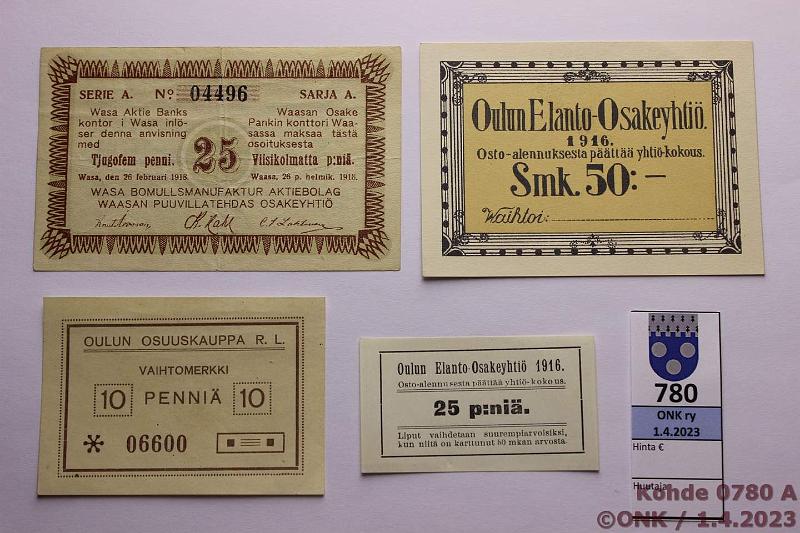 SERIE A. No: 04496 SARJA A.
Wasa Aktie Banks
kontor i Wasa inlö-
ser denna anvisning
med
Tjugofem penni.
Wasa, den 26 februari 1918.
25
Waasan Osake
Pankin konttori Waa-
sassa maksaa tästä
osoituksesta
Viisikolmatta p:niä.
Waasa, 26 p. helmik. 1918.
WASA BOMULLSMANUFAKTUR AKTIEBOLAG
WAASAN PUUVILLATEHDAS OSAKEYHTIÖ
Oulun Elanto-Osakeyhtiö.
1916.
Osto-alennuksesta päättää yhtiö-kokous.
Smk. 50:—
Waihtoi:
OULUN OSUUSKAUPPA R. L.
VAIHTOMERKKI
10 PENNIÄ 10
* 06600
Oulun Elanto-Osakeyhtiö 1916.
Osto-alennuksesta päättää yhtiö-kokous.
25 p:niä.
Liput vaihdetaan suurempiarvoisiksi,
kun niitä on karttunut 50 mkan arvosta.
780
ONK ry
1.4.2023
Hinta €
Huutaja
Kohde 0780 A
©ONK / 1.4.2023